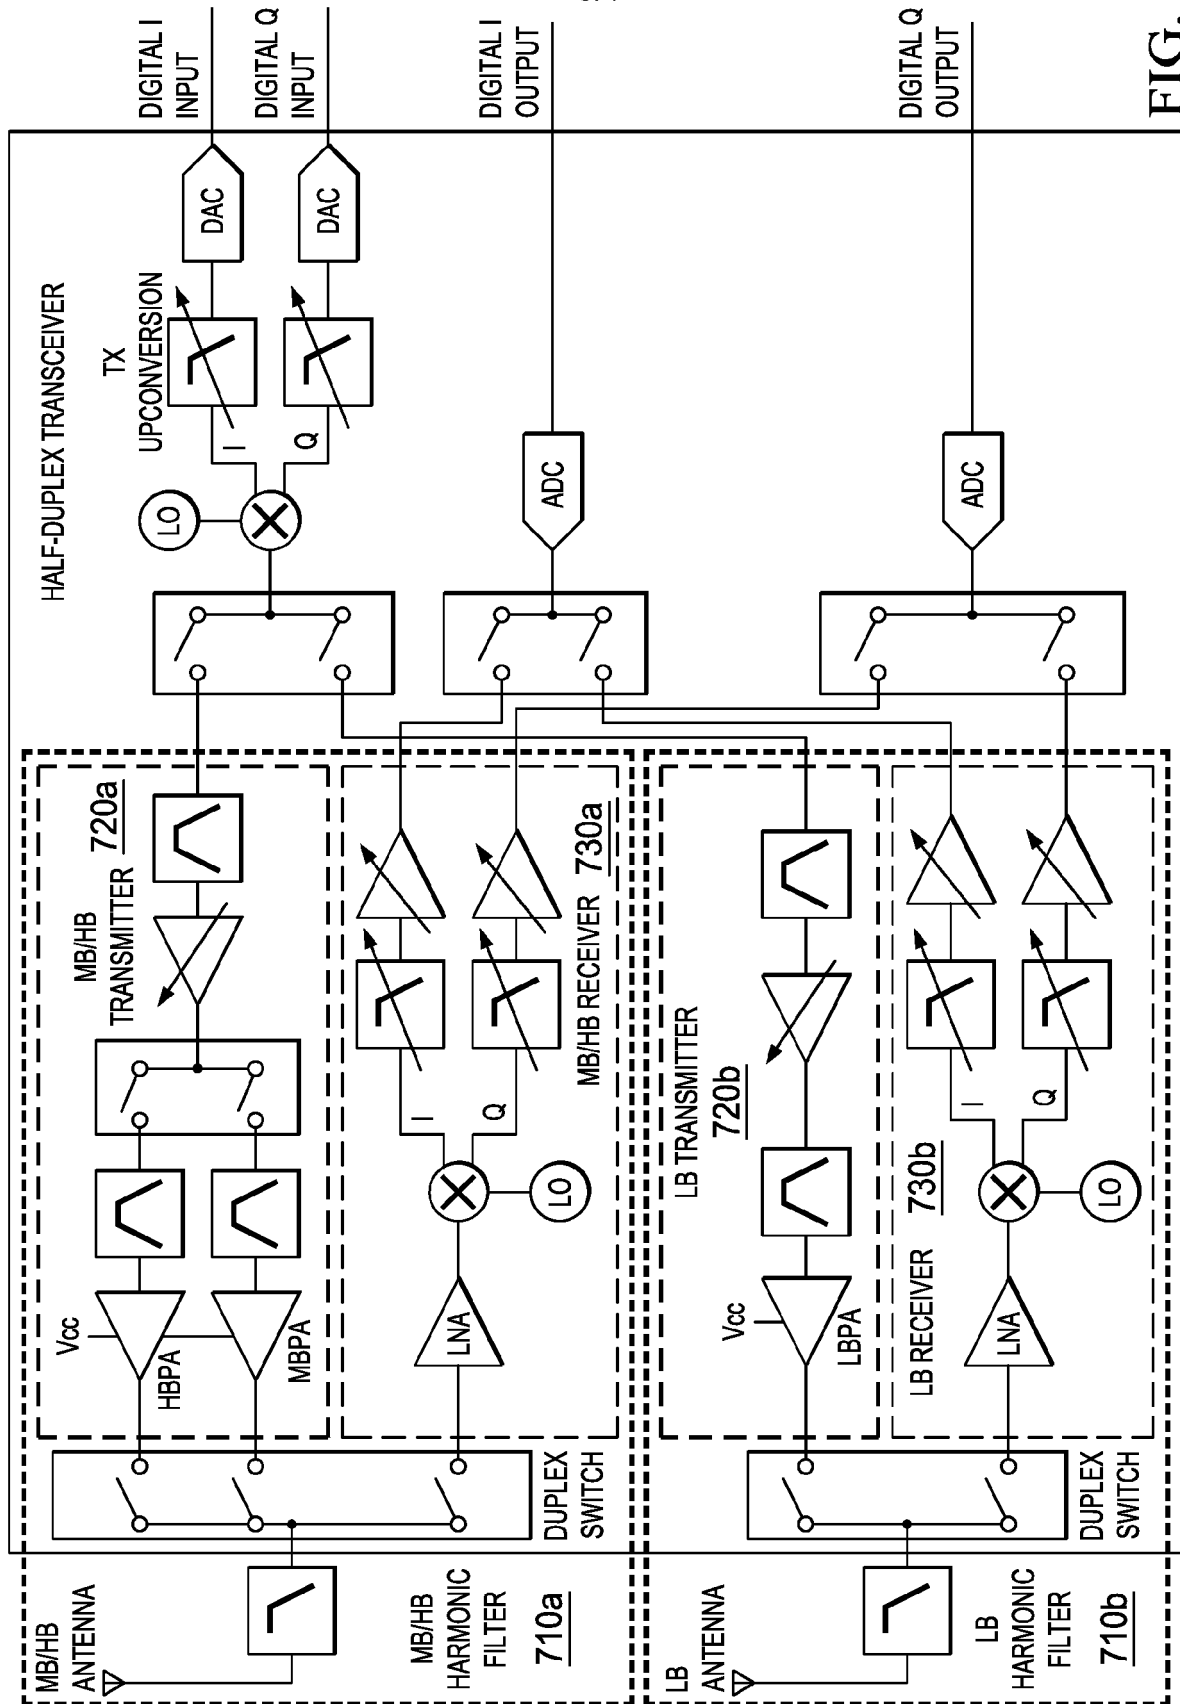 HALF-DUPLEX TRANSCEIVER
MB/HB
ANTENNA
MB/HB
HARMONIC
FILTER
710a
DUPLEX
SWITCH
Vcc
HBPA
MBPA
MB/HB
TRANSMITTER
720a
LNA
LO
I
Q
MB/HB RECEIVER
730a
TX
UPCONVERSION
LO
I
Q
DAC
DAC
DIGITAL I
INPUT
DIGITAL Q
INPUT
ADC
DIGITAL I
OUTPUT
LB
ANTENNA
LB
HARMONIC
FILTER
710b
DUPLEX
SWITCH
Vcc
LBPA
LB TRANSMITTER
720b
LB RECEIVER
730b
LNA
LO
I
Q
ADC
DIGITAL Q
OUTPUT
FIG.